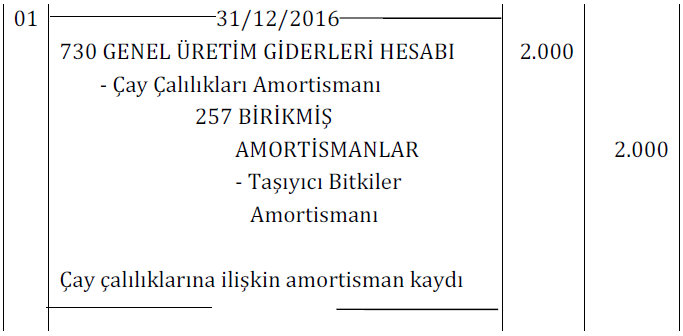 01 31/12/2016
730 GENEL ÜRETİM GİDERLERİ HESABI 2.000
- Çay Çalılıkları Amortismanı
257 BİRİKMİŞ
AMORTİSMANLAR 2.000
- Taşıyıcı Bitkiler
Amortismanı
Çay çalılıklarına ilişkin amortisman kaydı